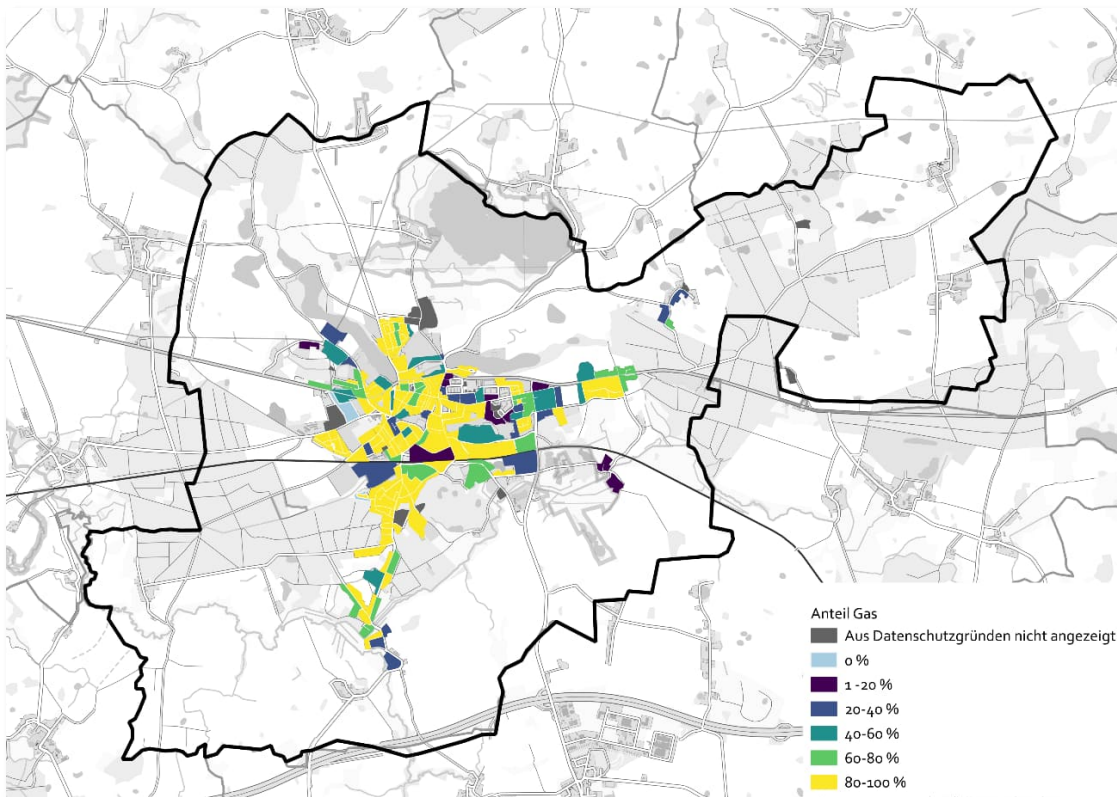 Anteil Gas
Aus Datenschutzgründen nicht angezeigt
0 %
1 -20 %
20-40 %
40-60 %
60-80 %
80-100 %